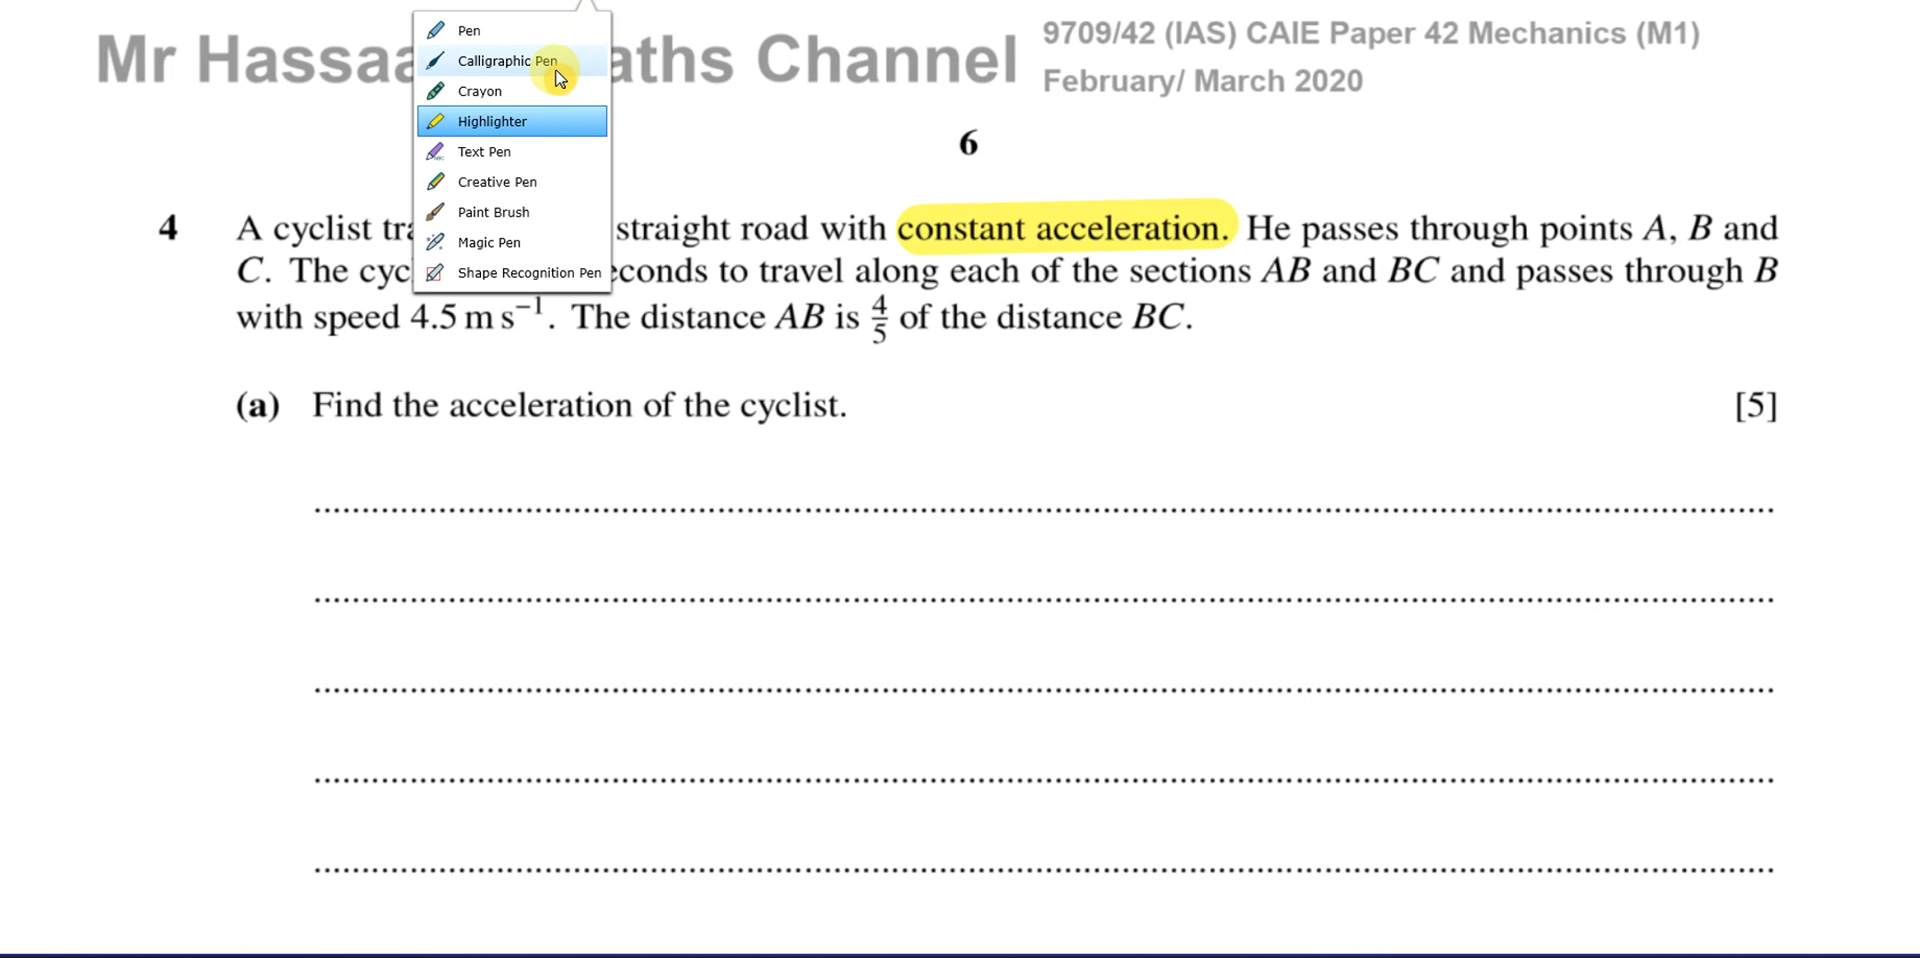 Mr Hassaa aths Channel
9709/42 (IAS) CAIE Paper 42 Mechanics (M1)
February/ March 2020
Pen
Calligraphic Pen
Crayon
Highlighter
Text Pen
Creative Pen
Paint Brush
Magic Pen
Shape Recognition Pen
6
4 A cyclist tra straight road with constant acceleration. He passes through points A, B and
C. The cyc econds to travel along each of the sections AB and BC and passes through B
with speed 4.5 m s⁻¹. The distance AB is 4/5 of the distance BC.
(a) Find the acceleration of the cyclist. [5]